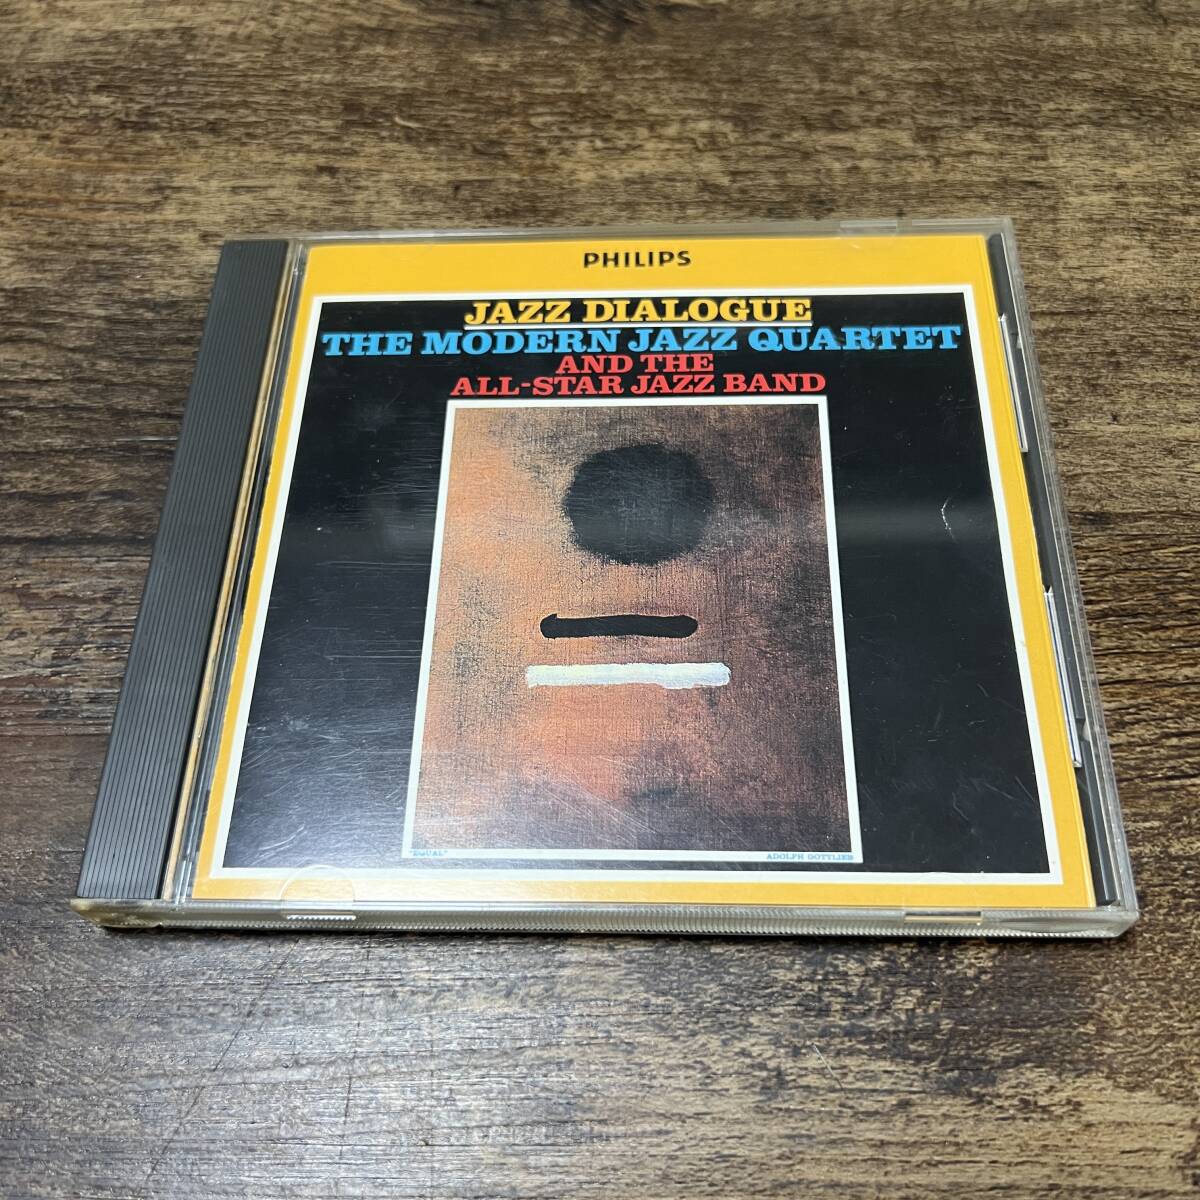 PHILIPS
JAZZ DIALOGUE
THE MODERN JAZZ QUARTET
AND THE
ALL-STAR JAZZ BAND
"EQUAL" ADOLPH GOTTLIEB